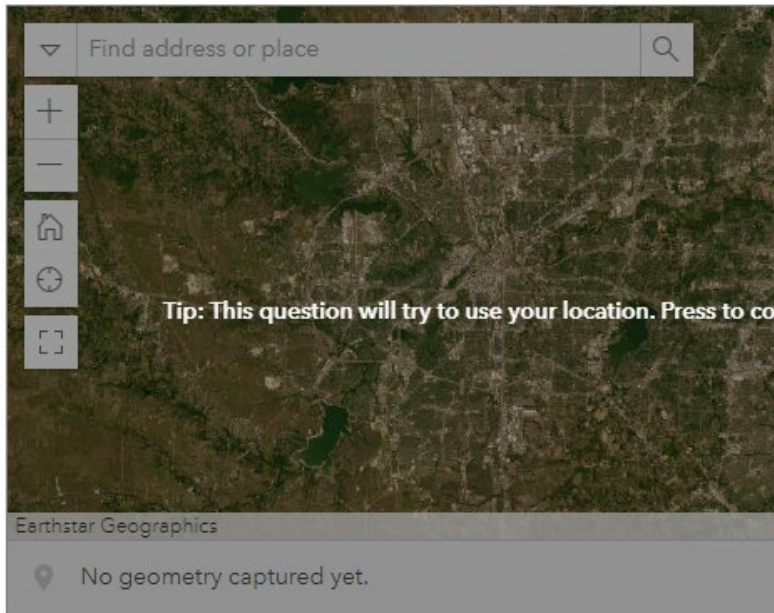 Find address or place
Tip: This question will try to use your location. Press to co
Earthstar Geographics
No geometry captured yet.